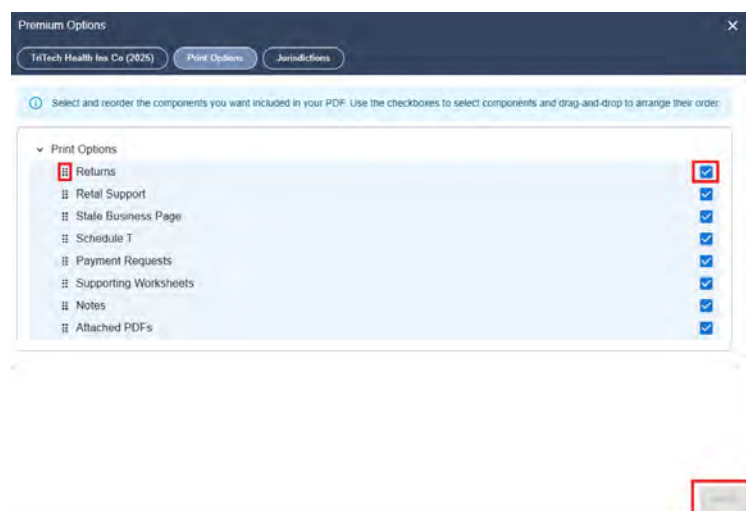 Premium Options
TriTech Health Ins Co (2025) Print Options Jurisdictions
Select and reorder the components you want included in your PDF. Use the checkboxes to select components and drag-and-drop to arrange their order.
Print Options
Returns
Retal Support
State Business Page
Schedule T
Payment Requests
Supporting Worksheets
Notes
Attached PDFs